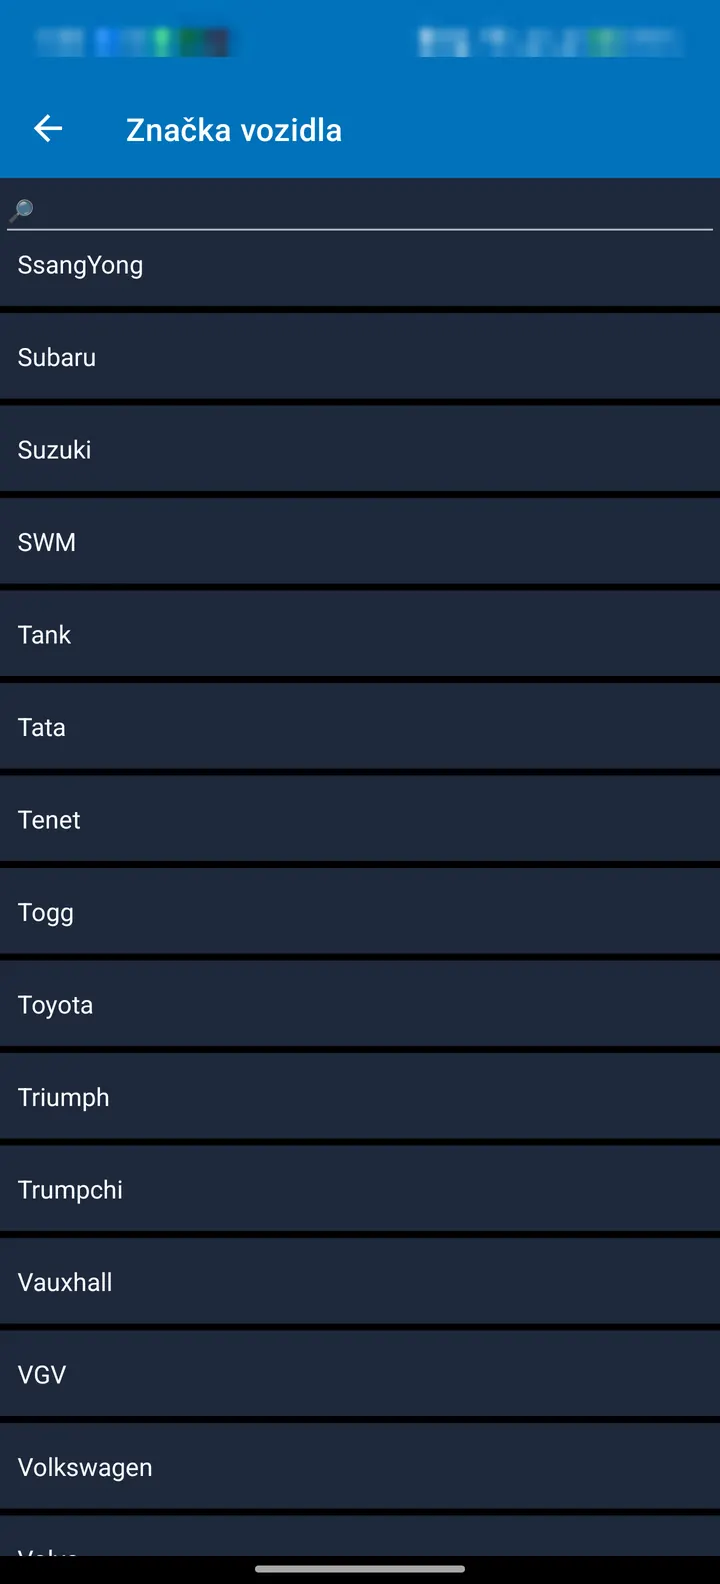 Značka vozidla
SsangYong
Subaru
Suzuki
SWM
Tank
Tata
Tenet
Togg
Toyota
Triumph
Trumpchi
Vauxhall
VGV
Volkswagen